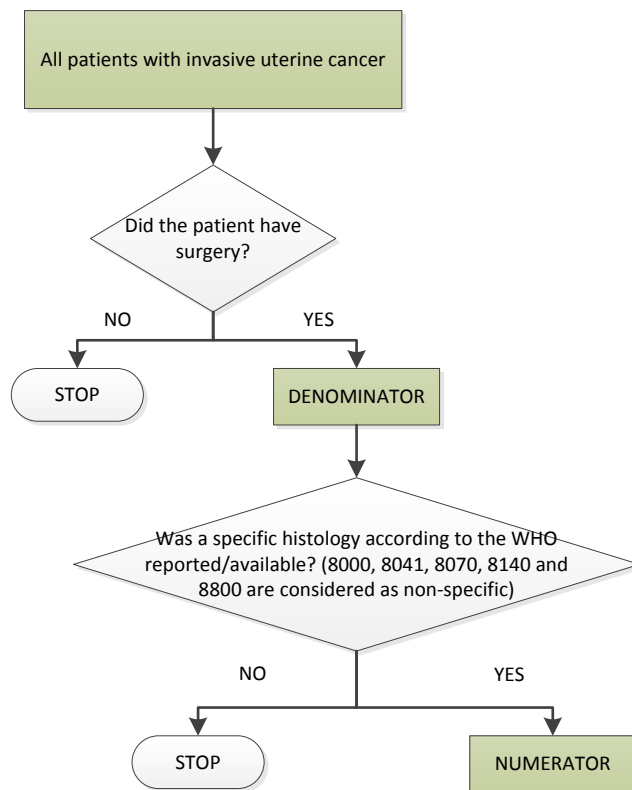 All patients with invasive uterine cancer
Did the patient have
surgery?
NO
YES
STOP
DENOMINATOR
Was a specific histology according to the WHO
reported/available? (8000, 8041, 8070, 8140 and
8800 are considered as non-specific)
NO
YES
STOP
NUMERATOR